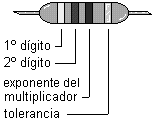 1º dígito
2º dígito
exponente del
multiplicador
tolerancia